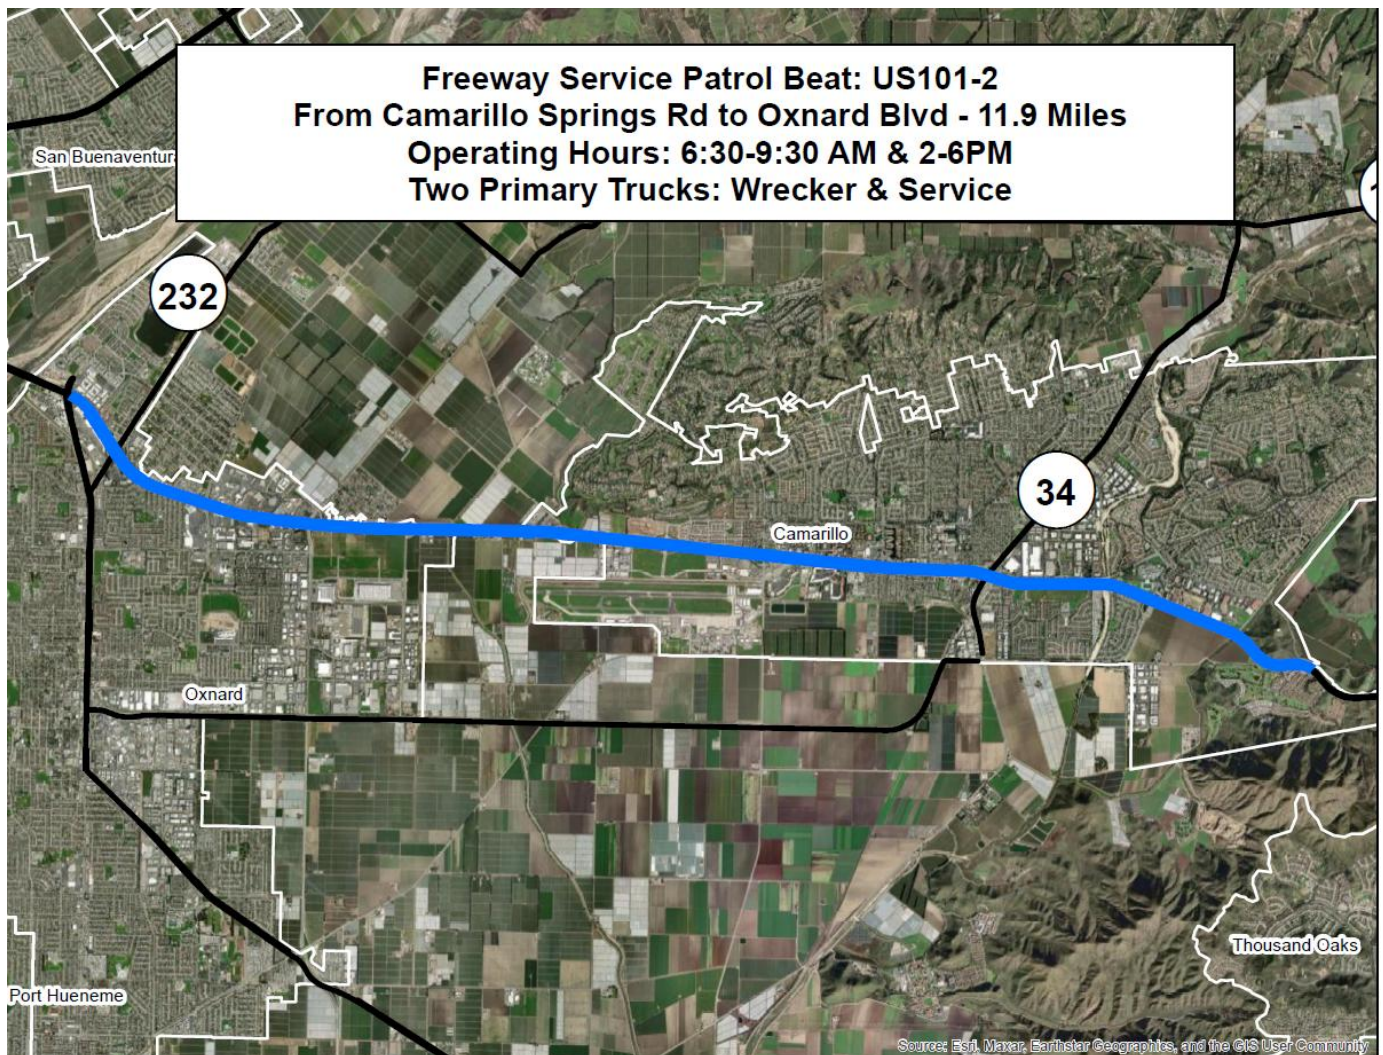 Freeway Service Patrol Beat: US101-2
From Camarillo Springs Rd to Oxnard Blvd - 11.9 Miles
Operating Hours: 6:30-9:30 AM & 2-6PM
Two Primary Trucks: Wrecker & Service
San Buenaventura
232
34
Camarillo
Oxnard
Thousand Oaks
Port Hueneme
Source: Esri, Maxar, Earthstar Geographics, and the GIS User Community